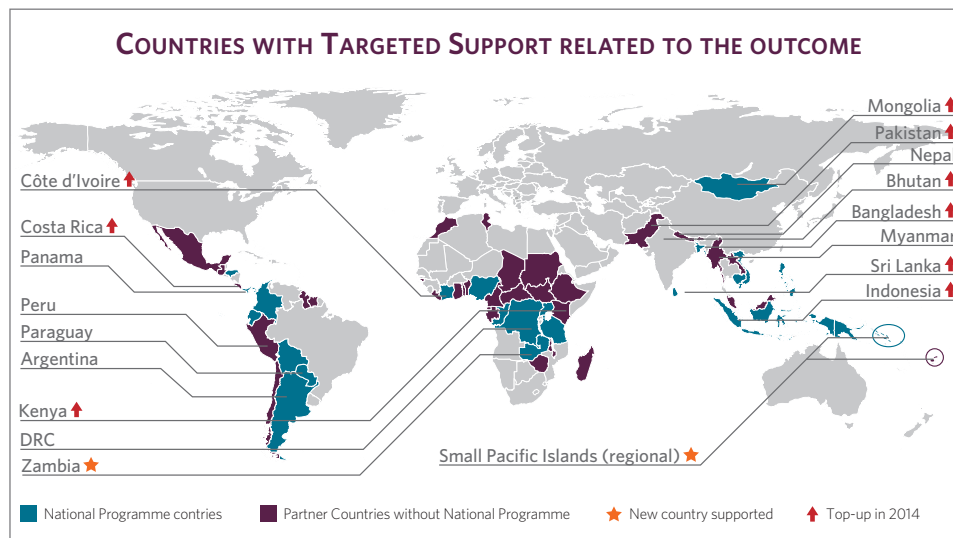 COUNTRIES WITH TARGETED SUPPORT RELATED TO THE OUTCOME
Côte d'Ivoire
Costa Rica
Panama
Peru
Paraguay
Argentina
Kenya
DRC
Zambia
Mongolia
Pakistan
Nepal
Bhutan
Bangladesh
Myanmar
Sri Lanka
Indonesia
Small Pacific Islands (regional)
National Programme contries
Partner Countries without National Programme
New country supported
Top-up in 2014